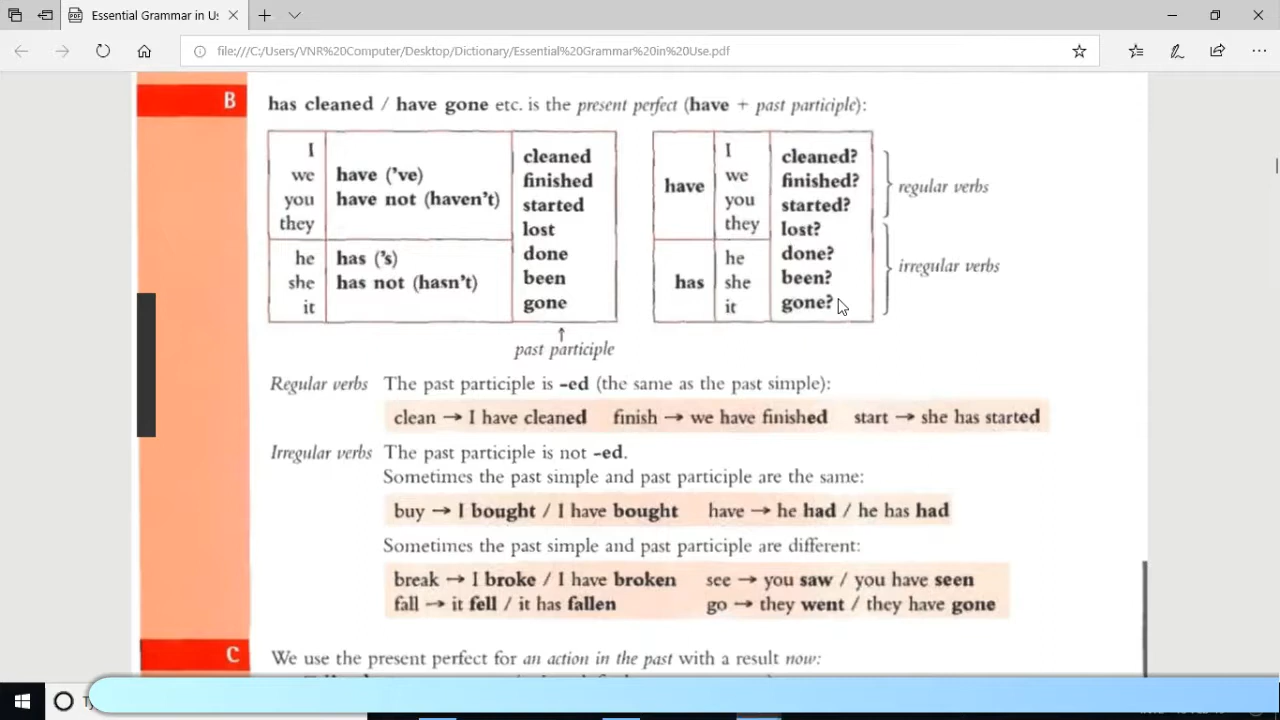 Essential Grammar in Us
file:///C:/Users/VNR%20Computer/Desktop/Dictionary/Essential%20Grammar%20in%20Use.pdf
B
has cleaned / have gone etc. is the present perfect (have + past participle):
I
we
you
they
have ('ve)
have not (haven't)
he
she
it
has ('s)
has not (hasn't)
cleaned
finished
started
lost
done
been
gone
past participle
have
I
we
you
they
has
he
she
it
cleaned?
finished?
started?
lost?
done?
been?
gone?
regular verbs
irregular verbs
Regular verbs The past participle is -ed (the same as the past simple):
clean → I have cleaned finish → we have finished start → she has started
Irregular verbs The past participle is not -ed.
Sometimes the past simple and past participle are the same:
buy → I bought / I have bought have → he had / he has had
Sometimes the past simple and past participle are different:
break → I broke / I have broken see → you saw / you have seen
fall → it fell / it has fallen go → they went / they have gone
C
We use the present perfect for an action in the past with a result now: